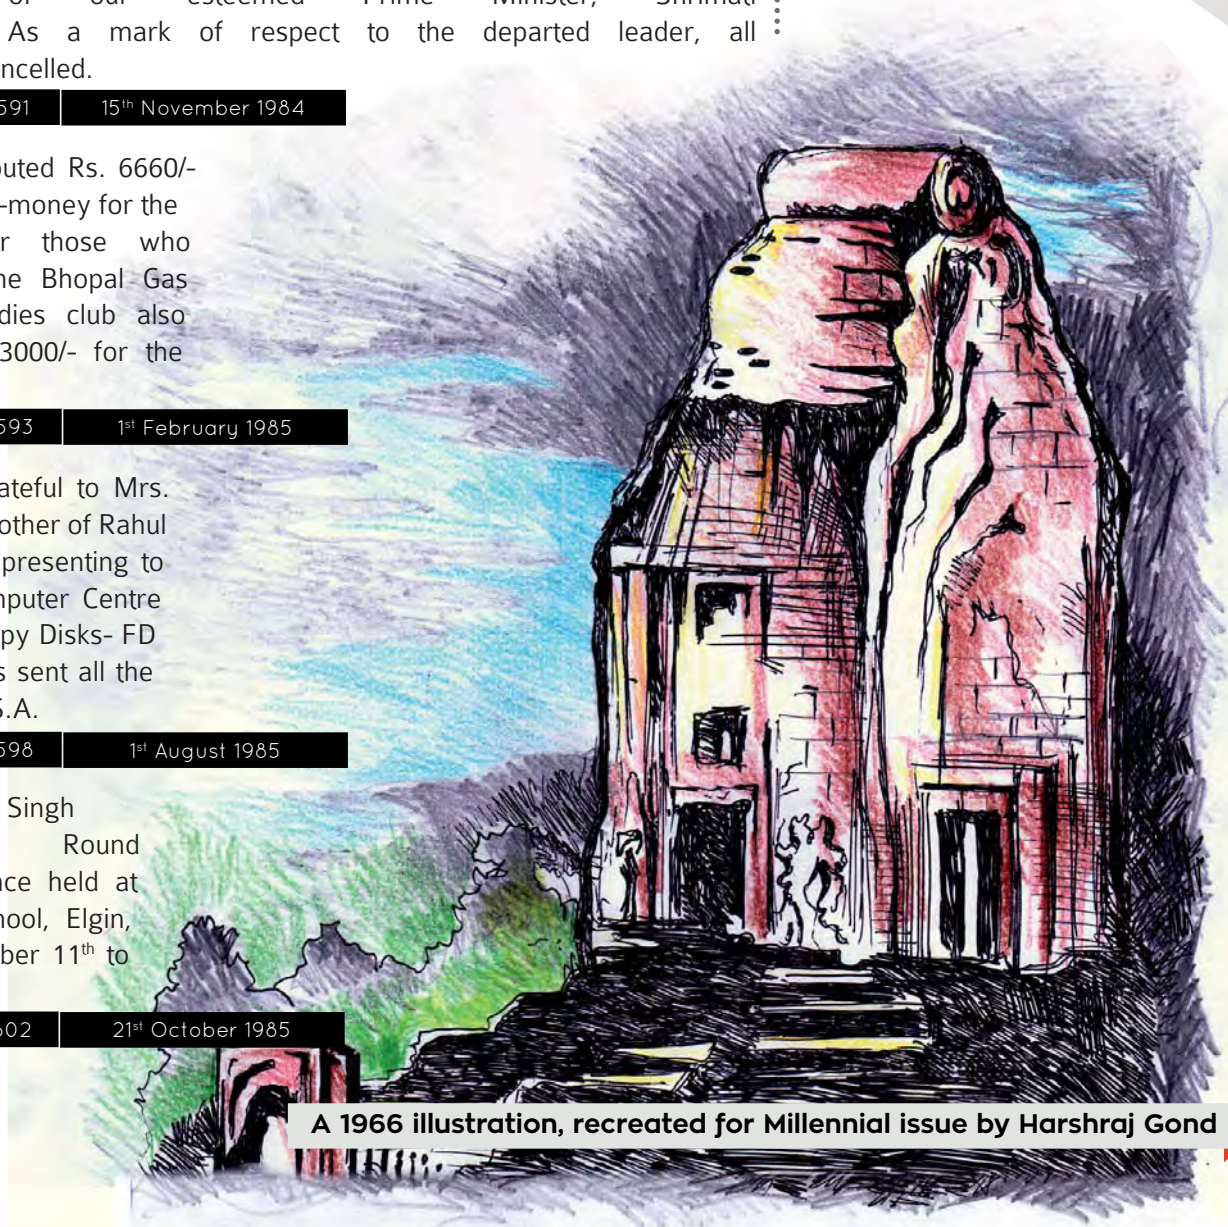 of our esteemed Prime Minister, Shrimati
As a mark of respect to the departed leader, all
ncelled.
591 15th November 1984
outed Rs. 6660/-
-money for the
r those who
he Bhopal Gas
dies club also
3000/- for the
593 1st February 1985
ateful to Mrs.
other of Rahul
presenting to
mputer Centre
py Disks- FD
s sent all the
S.A.
598 1st August 1985
Singh
Round
nce held at
hool, Elgin,
ber 11th to
602 21st October 1985
A 1966 illustration, recreated for Millennial issue by Harshraj Gond